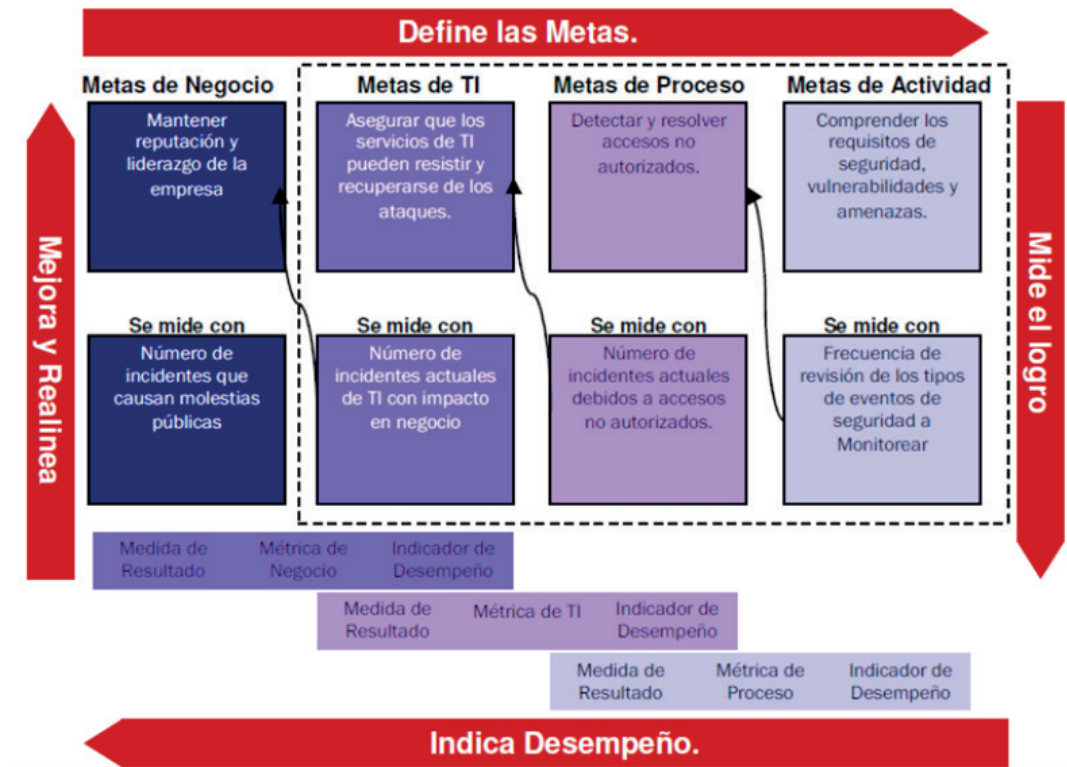 Define las Metas.
Metas de Negocio
Metas de TI
Metas de Proceso
Metas de Actividad
Mantener
reputación y
liderazgo de la
empresa
Asegurar que los
servicios de TI
pueden resistir y
recuperarse de los
ataques.
Detectar y resolver
accesos no
autorizados.
Comprender los
requisitos de
seguridad,
vulnerabilidades y
amenazas.
Mejora y Realinea
Mide el logro
Se mide con
Se mide con
Se mide con
Se mide con
Número de
incidentes que
causan molestias
públicas
Número de
incidentes actuales
de TI con impacto
en negocio
Número de
incidentes actuales
debidos a accesos
no autorizados.
Frecuencia de
revisión de los tipos
de eventos de
seguridad a
Monitorear
Medida de
Resultado
Métrica de
Negocio
Indicador de
Desempeño
Medida de
Resultado
Métrica de TI
Indicador de
Desempeño
Medida de
Resultado
Métrica de
Proceso
Indicador de
Desempeño
Indica Desempeño.